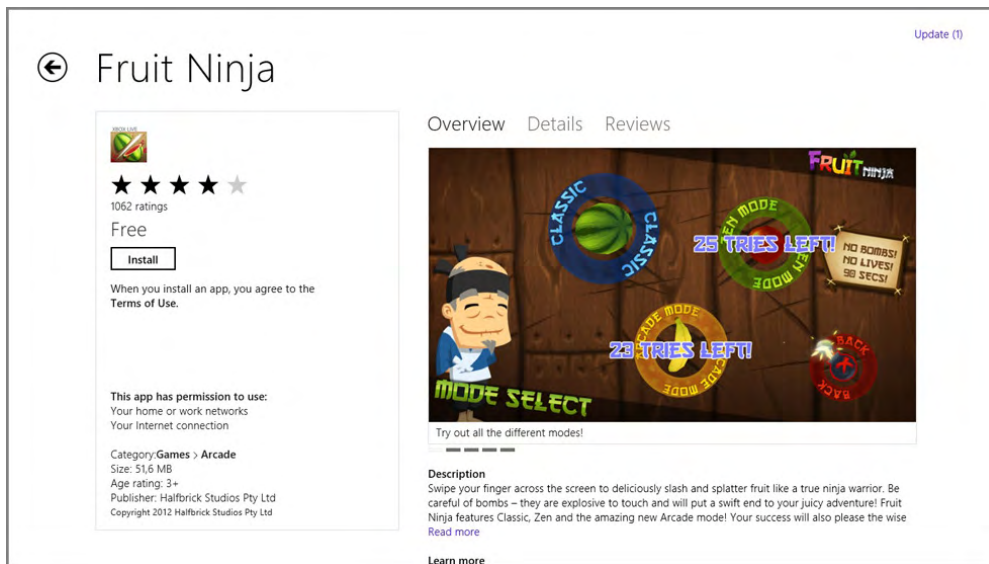 Update (1)
Fruit Ninja
XBOX LIVE
1062 ratings
Free
Install
When you install an app, you agree to the
Terms of Use.
This app has permission to use:
Your home or work networks
Your Internet connection
Category:Games > Arcade
Size: 51,6 MB
Age rating: 3+
Publisher: Halfbrick Studios Pty Ltd
Copyright 2012 Halfbrick Studios Pty Ltd
Overview Details Reviews
FRUIT NINJA
CLASSIC CLASSIC
ZEN MODE ZEN MODE
25 TRIES LEFT!
NO BOMBS!
NO LIVES!
90 SECS!
ARCADE MODE ARCADE MODE
23 TRIES LEFT!
BACK BACK
MODE SELECT
Try out all the different modes!
Description
Swipe your finger across the screen to deliciously slash and splatter fruit like a true ninja warrior. Be
careful of bombs – they are explosive to touch and will put a swift end to your juicy adventure! Fruit
Ninja features Classic, Zen and the amazing new Arcade mode! Your success will also please the wise
Read more
Learn more